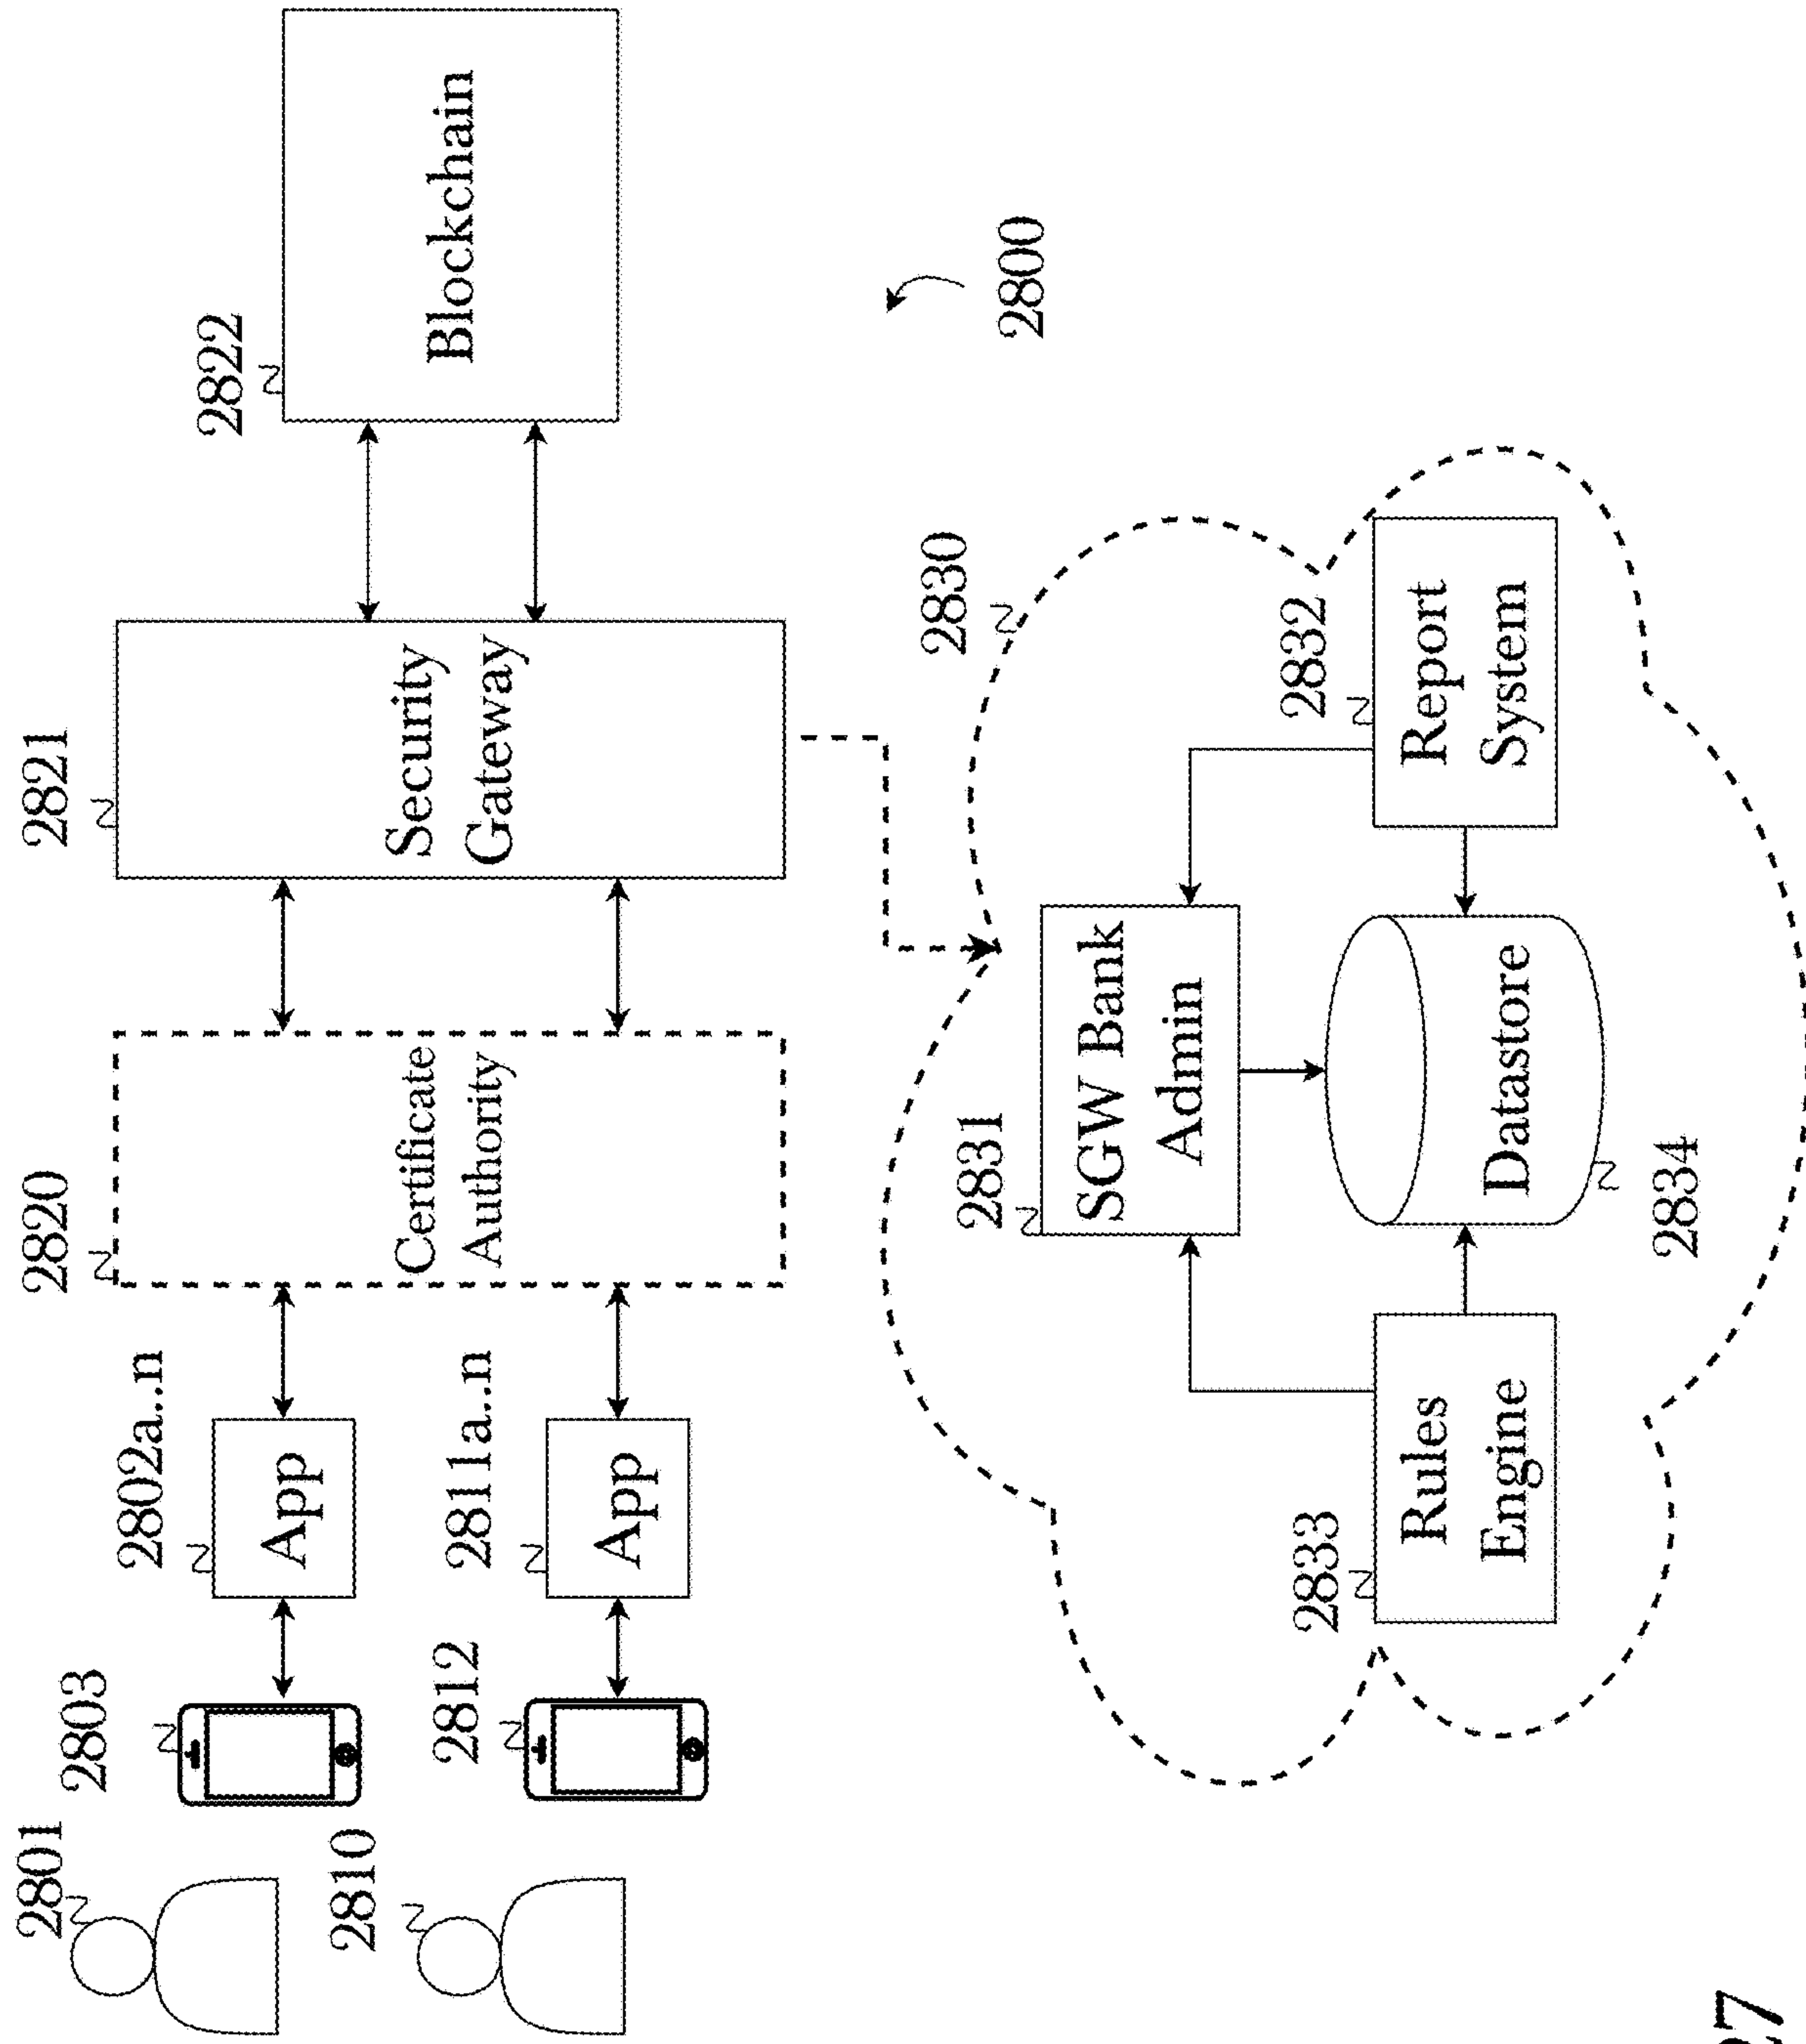 2801
2803
2802a..n
App
2820
Certificate
Authority
2821
Security
Gateway
2822
Blockchain
2810
2812
2811a..n
App
2800
2830
2831
SGW Bank
Admin
2833
Rules
Engine
2832
Report
System
Datastore
2834
27